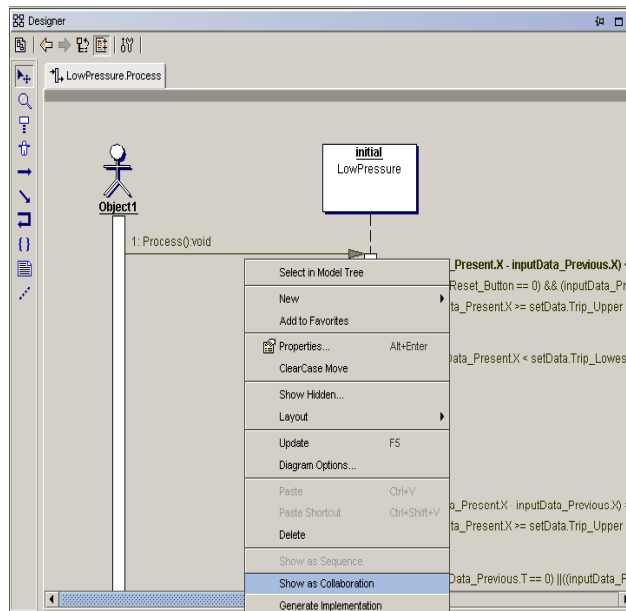 Designer
LowPressure.Process
initial
LowPressure
Object1
1: Process():void
_Present.X - inputData_Previous.X) <
Reset_Button == 0) && (inputData_Pr
ta_Present.X >= setData.Trip_Upper
Data_Present.X < setData.Trip_Lowes
a_Present.X - inputData_Previous.X) >
ta_Present.X >= setData.Trip_Upper
Data_Previous.T == 0) ||((inputData_P
Select in Model Tree
New
Add to Favorites
Properties... Alt+Enter
ClearCase Move
Show Hidden...
Layout
Update F5
Diagram Options...
Paste Ctrl+V
Paste Shortcut Ctrl+Shift+V
Delete
Show as Sequence
Show as Collaboration
Generate Implementation